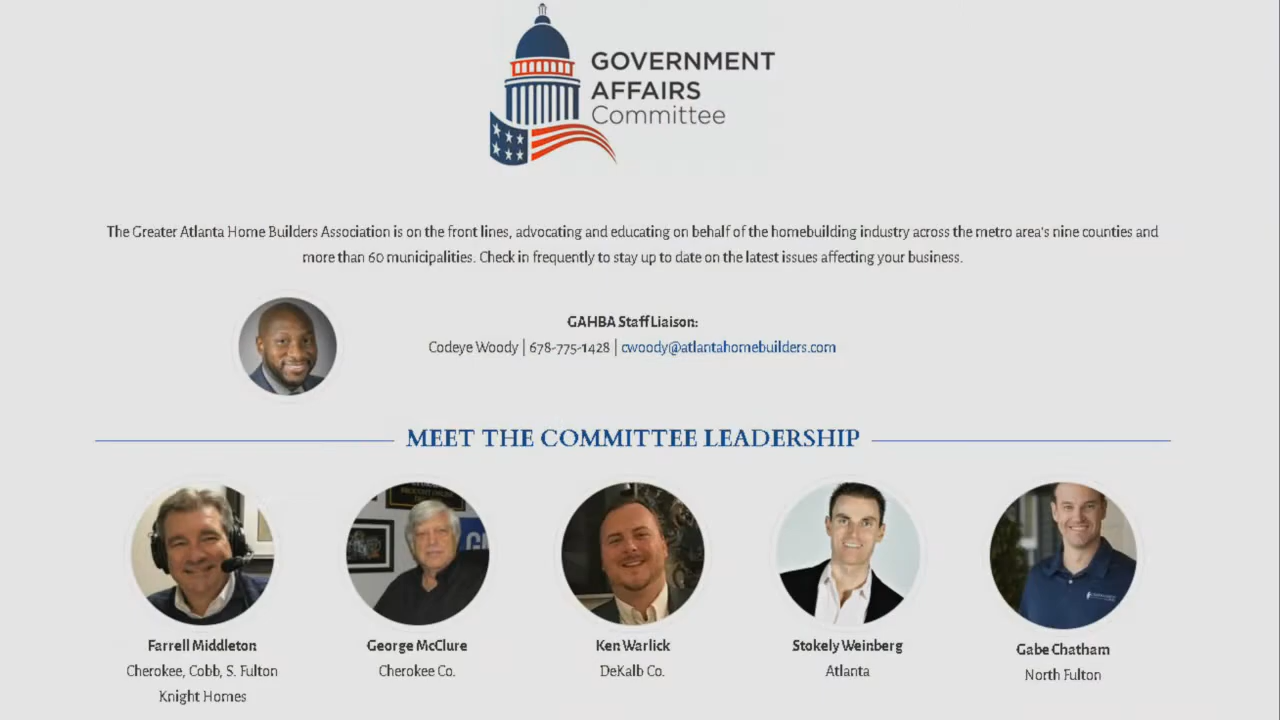 GOVERNMENT
AFFAIRS
Committee
The Greater Atlanta Home Builders Association is on the front lines, advocating and educating on behalf of the homebuilding industry across the metro area's nine counties and
more than 60 municipalities. Check in frequently to stay up to date on the latest issues affecting your business.
GAHBA Staff Liaison:
Codeye Woody | 678-775-1428 | cwoody@atlantahomebuilders.com
MEET THE COMMITTEE LEADERSHIP
Farrell Middleton
Cherokee, Cobb, S. Fulton
Knight Homes
George McClure
Cherokee Co.
Ken Warlick
DeKalb Co.
Stokely Weinberg
Atlanta
Gabe Chatham
North Fulton